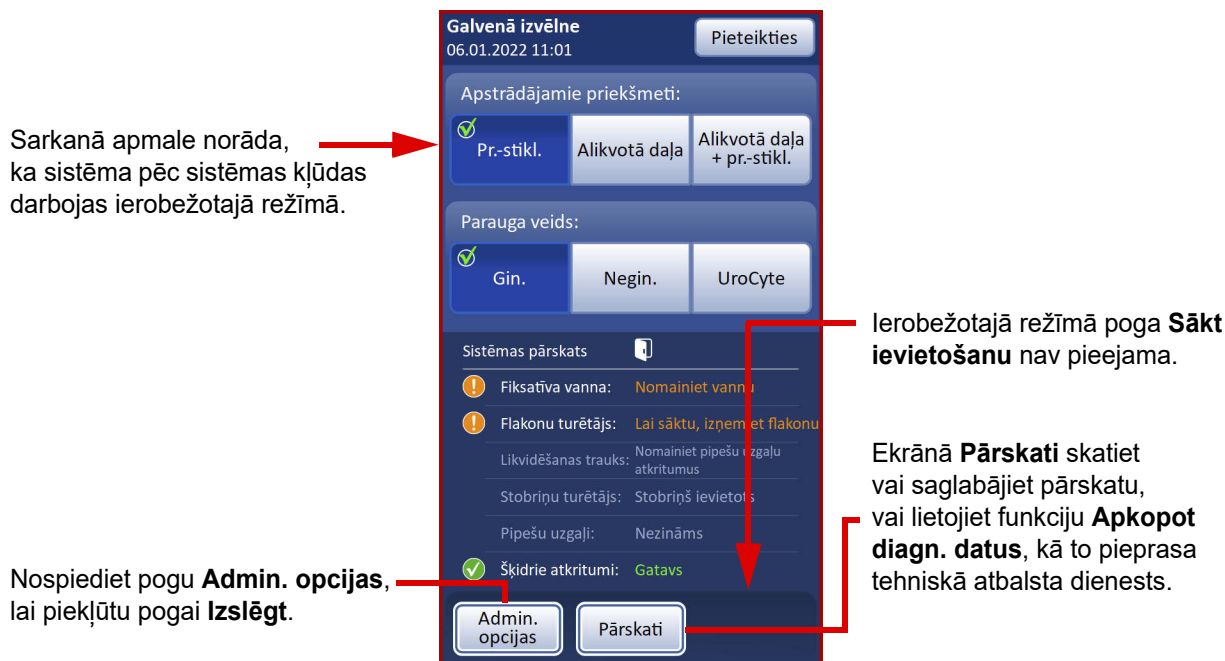 Galvenā izvēlne
06.01.2022 11:01
Pieteikties
Apstrādājamie priekšmeti:
Pr.-stikl.
Alikvotā daļa
Alikvotā daļa
+ pr.-stikl.
Sarkanā apmale norāda,
ka sistēma pēc sistēmas kļūdas
darbojas ierobežotajā režīmā.
Parauga veids:
Gin.
Negin.
UroCyte
Ierobežotajā režīmā poga Sākt
ievietošanu nav pieejama.
Sistēmas pārskats
Fiksatīva vanna: Nomainiet vannu
Flakonu turētājs: Lai sāktu, izņemiet flakonu
Likvidēšanas trauks: Nomainiet pipešu uzgaļu
atkritumus
Stobriņu turētājs: Stobriņš ievietots
Pipešu uzgaļi: Nezināms
Šķidrie atkritumi: Gatavs
Ekrānā Pārskati skatiet
vai saglabājiet pārskatu,
vai lietojiet funkciju Apkopot
diagn. datus, kā to pieprasa
tehniskā atbalsta dienests.
Nospiediet pogu Admin. opcijas,
lai piekļūtu pogai Izslēgt.
Admin.
opcijas
Pārskati